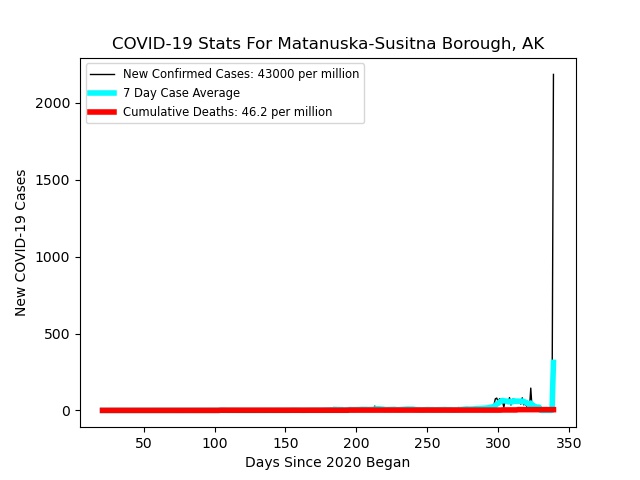 COVID-19 Stats For Matanuska-Susitna Borough, AK
New Confirmed Cases: 43000 per million
7 Day Case Average
Cumulative Deaths: 46.2 per million
New COVID-19 Cases
2000
1500
1000
500
0
50 100 150 200 250 300 350
Days Since 2020 Began